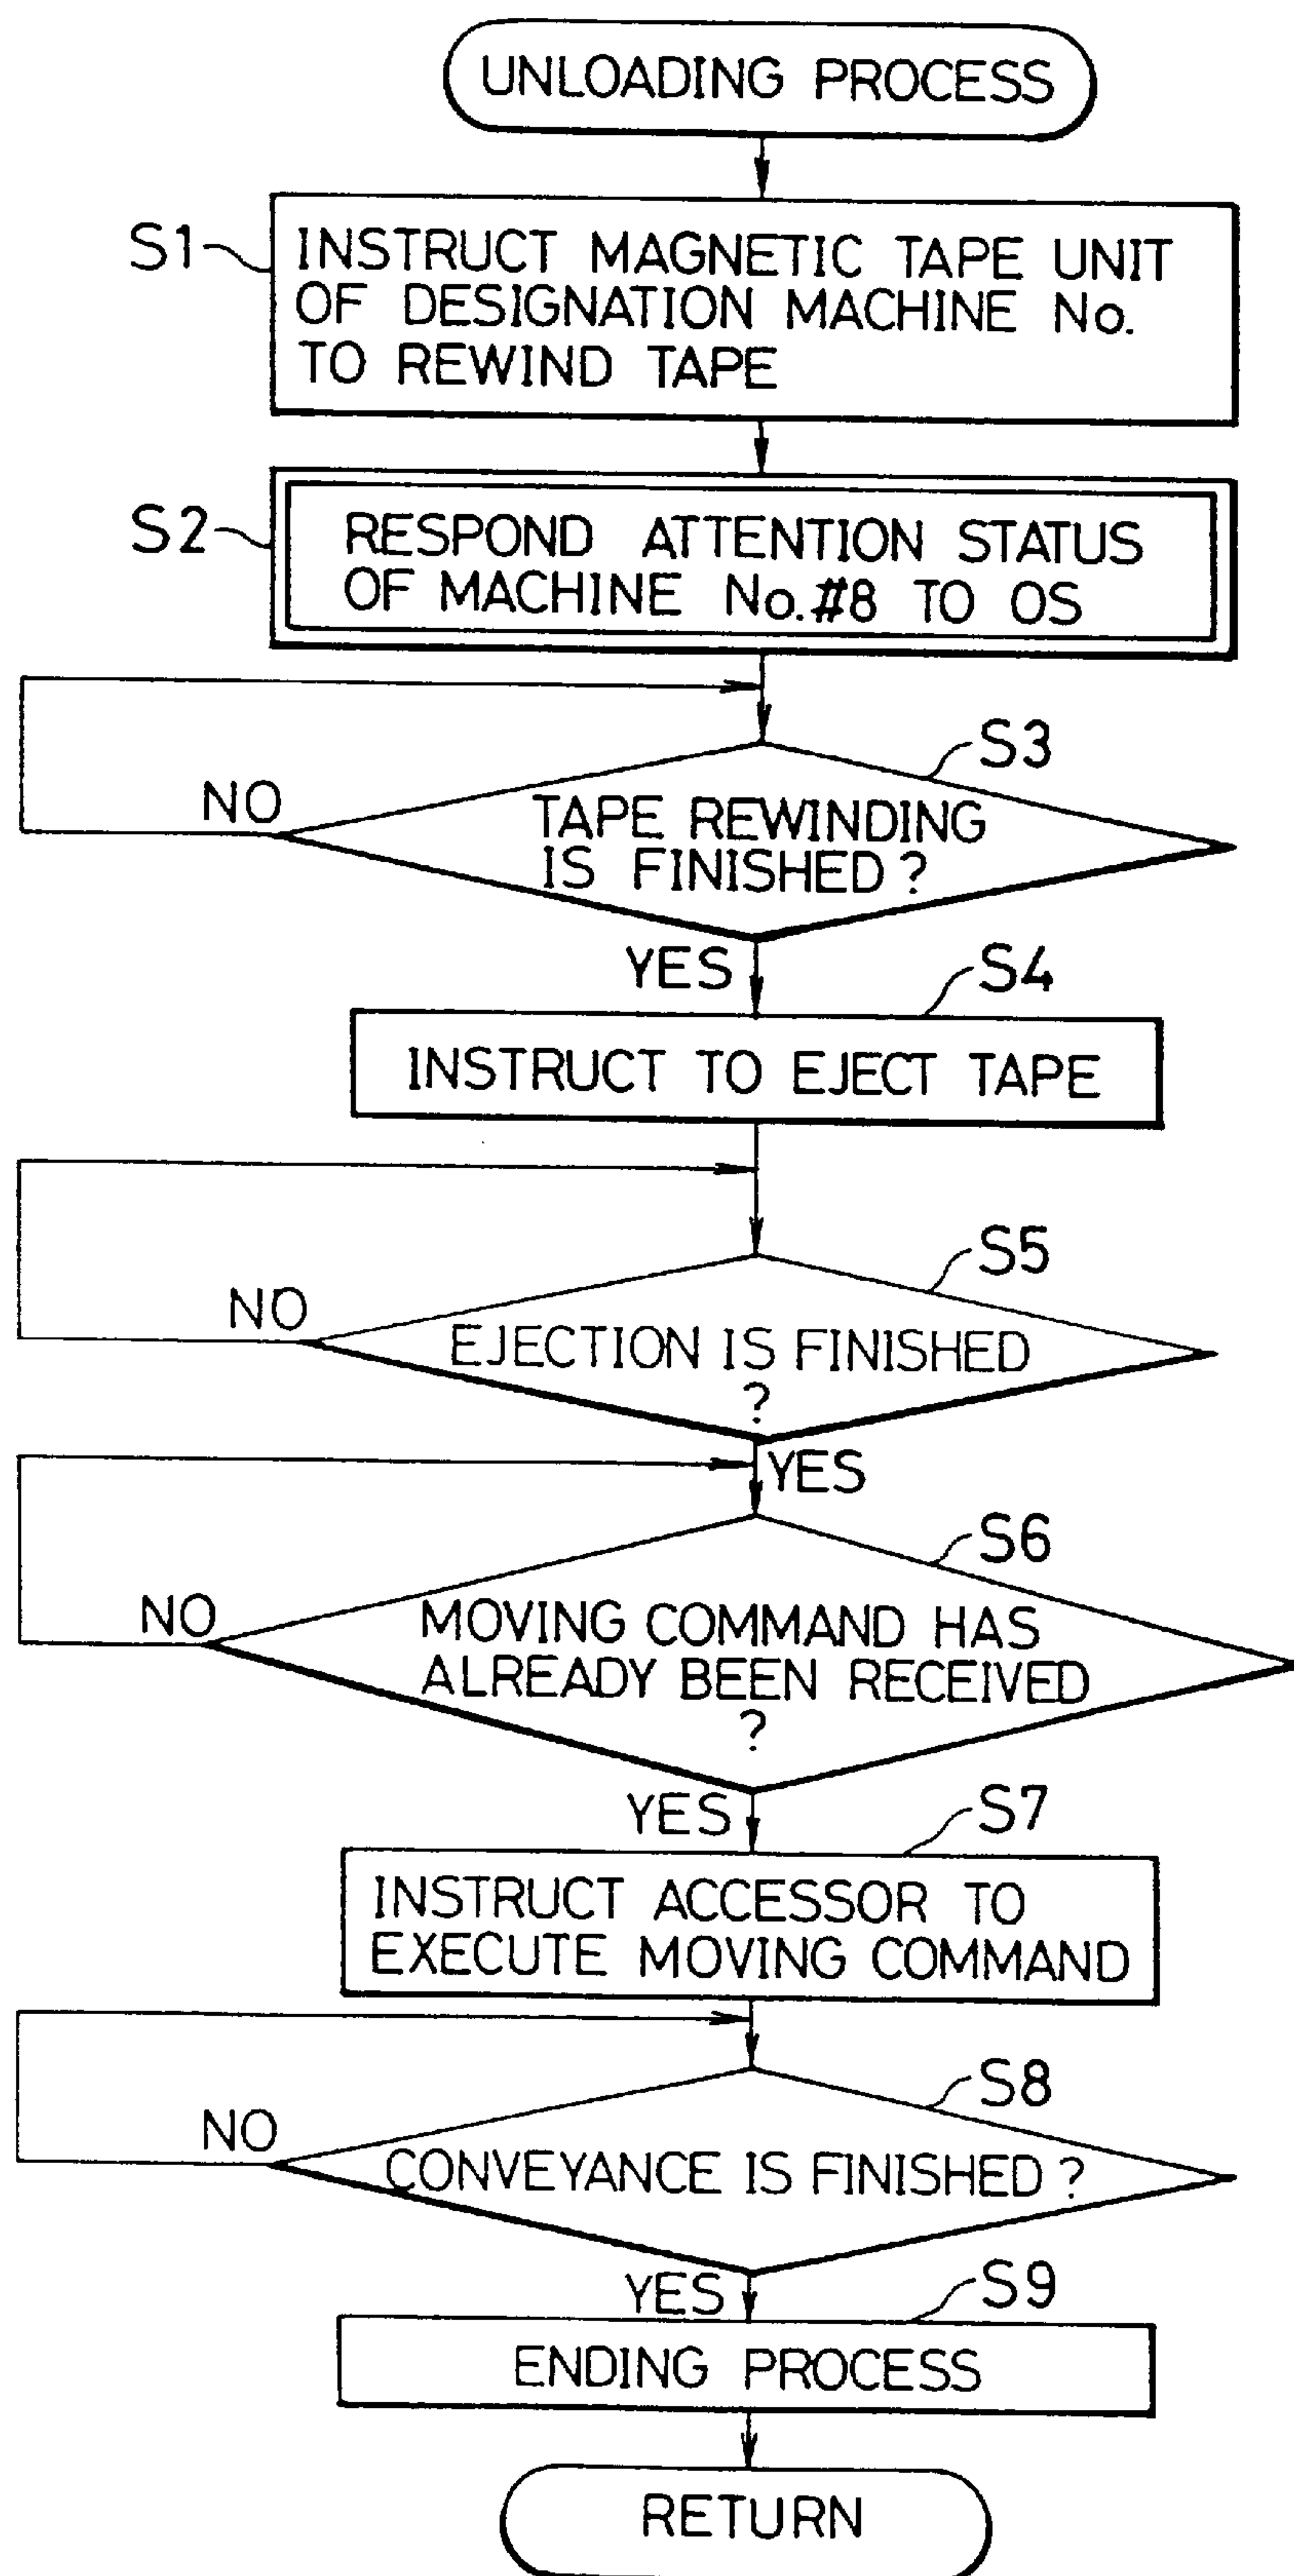 UNLOADING PROCESS
S1
INSTRUCT MAGNETIC TAPE UNIT
OF DESIGNATION MACHINE No.
TO REWIND TAPE
S2
RESPOND ATTENTION STATUS
OF MACHINE No.#8 TO OS
S3
NO
TAPE REWINDING
IS FINISHED ?
YES
S4
INSTRUCT TO EJECT TAPE
S5
NO
EJECTION IS FINISHED
?
YES
S6
NO
MOVING COMMAND HAS
ALREADY BEEN RECEIVED
?
YES
S7
INSTRUCT ACCESSOR TO
EXECUTE MOVING COMMAND
S8
NO
CONVEYANCE IS FINISHED ?
YES
S9
ENDING PROCESS
RETURN